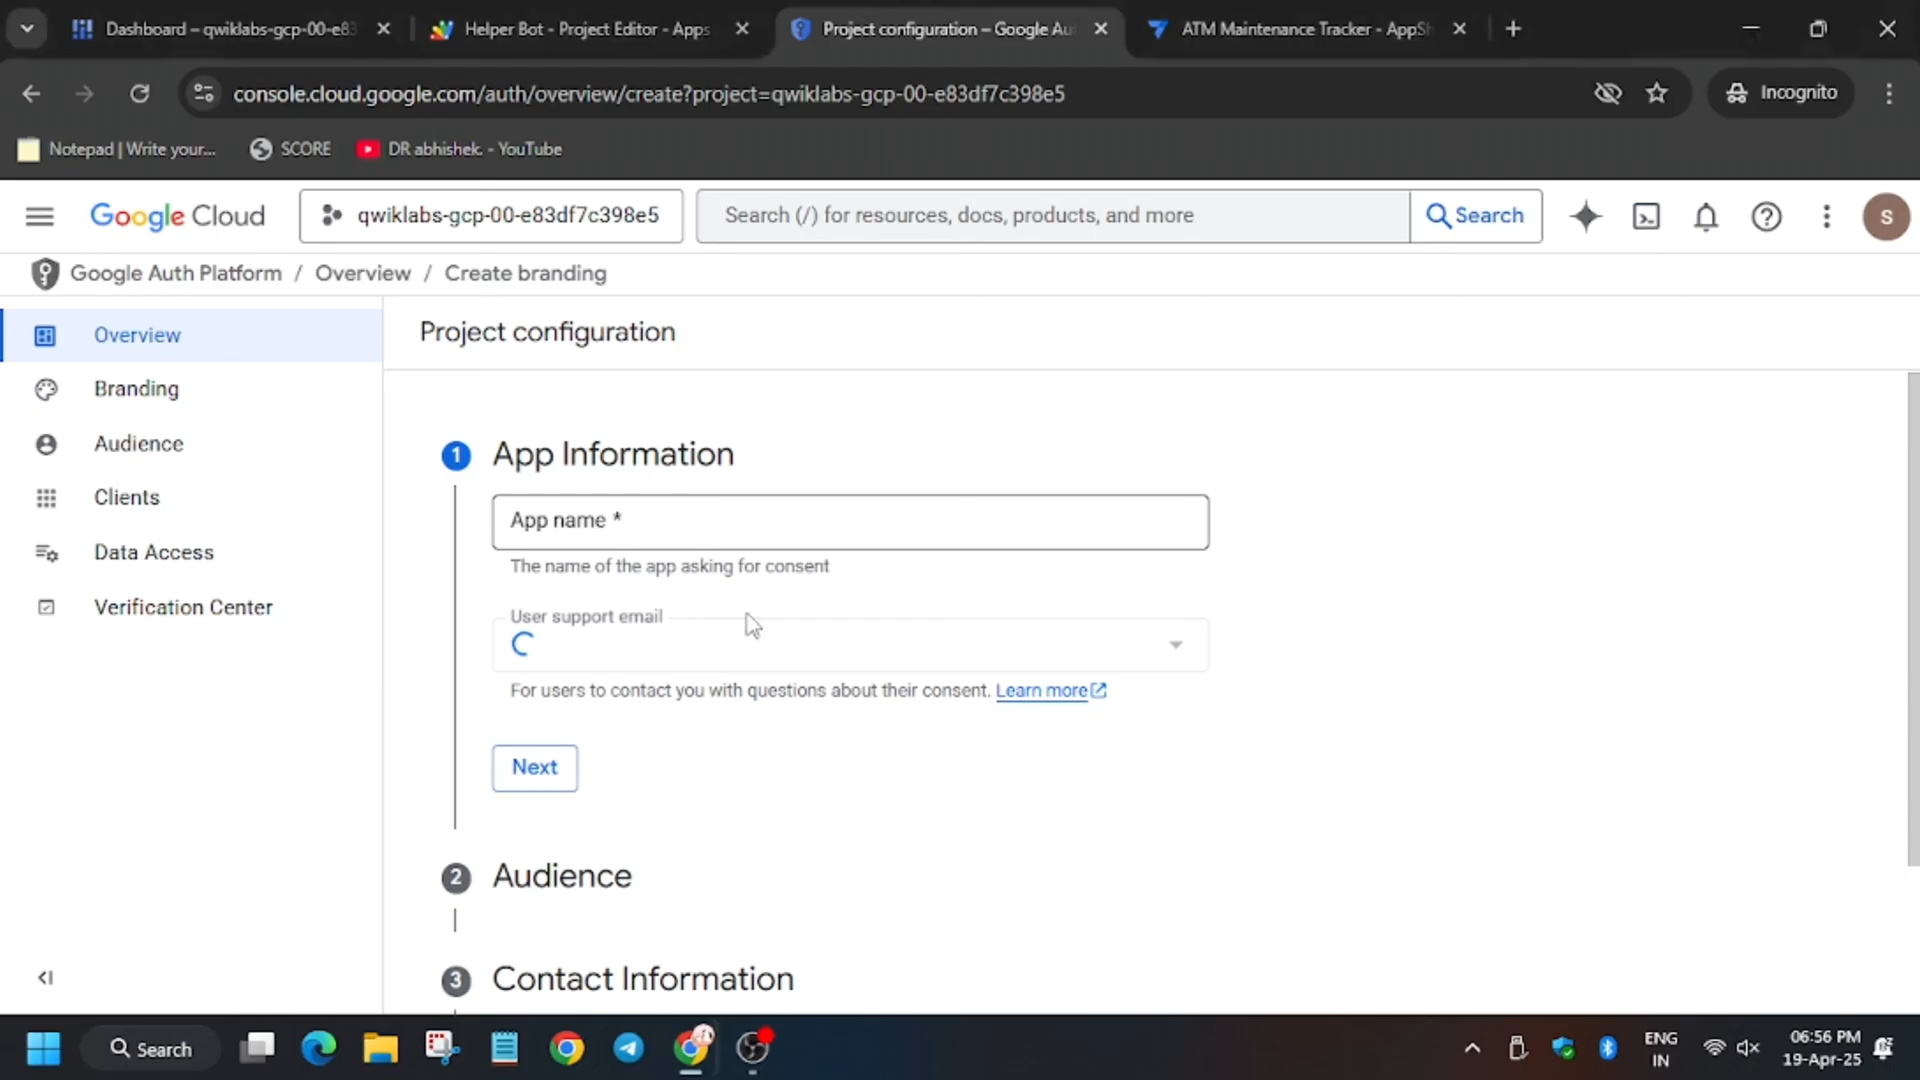 Dashboard – qwiklabs-gcp-00-e83
Helper Bot - Project Editor - Apps
Project configuration – Google Au
ATM Maintenance Tracker - AppSh
console.cloud.google.com/auth/overview/create?project=qwiklabs-gcp-00-e83df7c398e5
Incognito
Notepad | Write your...
SCORE
DR abhishek. - YouTube
Google Cloud
qwiklabs-gcp-00-e83df7c398e5
Search (/) for resources, docs, products, and more
Search
S
Google Auth Platform / Overview / Create branding
Overview
Branding
Audience
Clients
Data Access
Verification Center
Project configuration
1 App Information
App name *
The name of the app asking for consent
User support email
For users to contact you with questions about their consent. Learn more
Next
2 Audience
3 Contact Information
Search
ENG
IN
06:56 PM
19-Apr-25